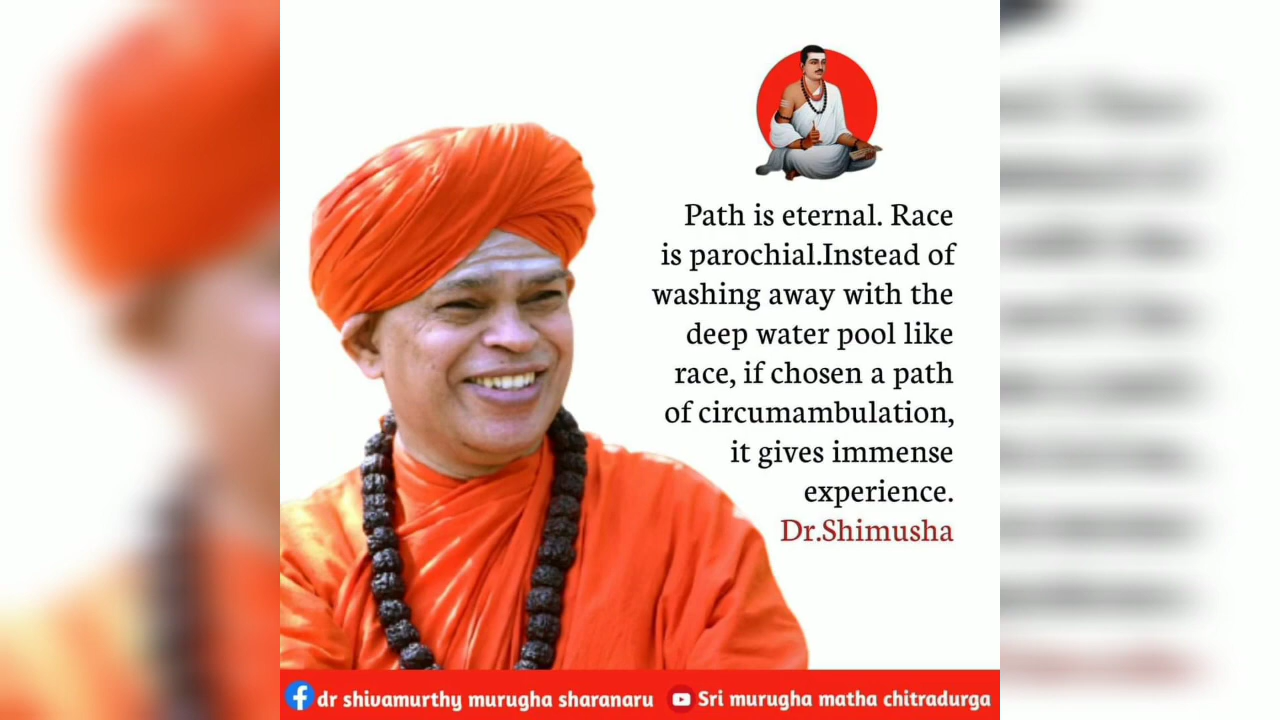 Path is eternal. Race
is parochial.Instead of
washing away with the
deep water pool like
race, if chosen a path
of circumambulation,
it gives immense
experience.
Dr.Shimusha
dr shivamurthy murugha sharanaru
Sri murugha matha chitradurga